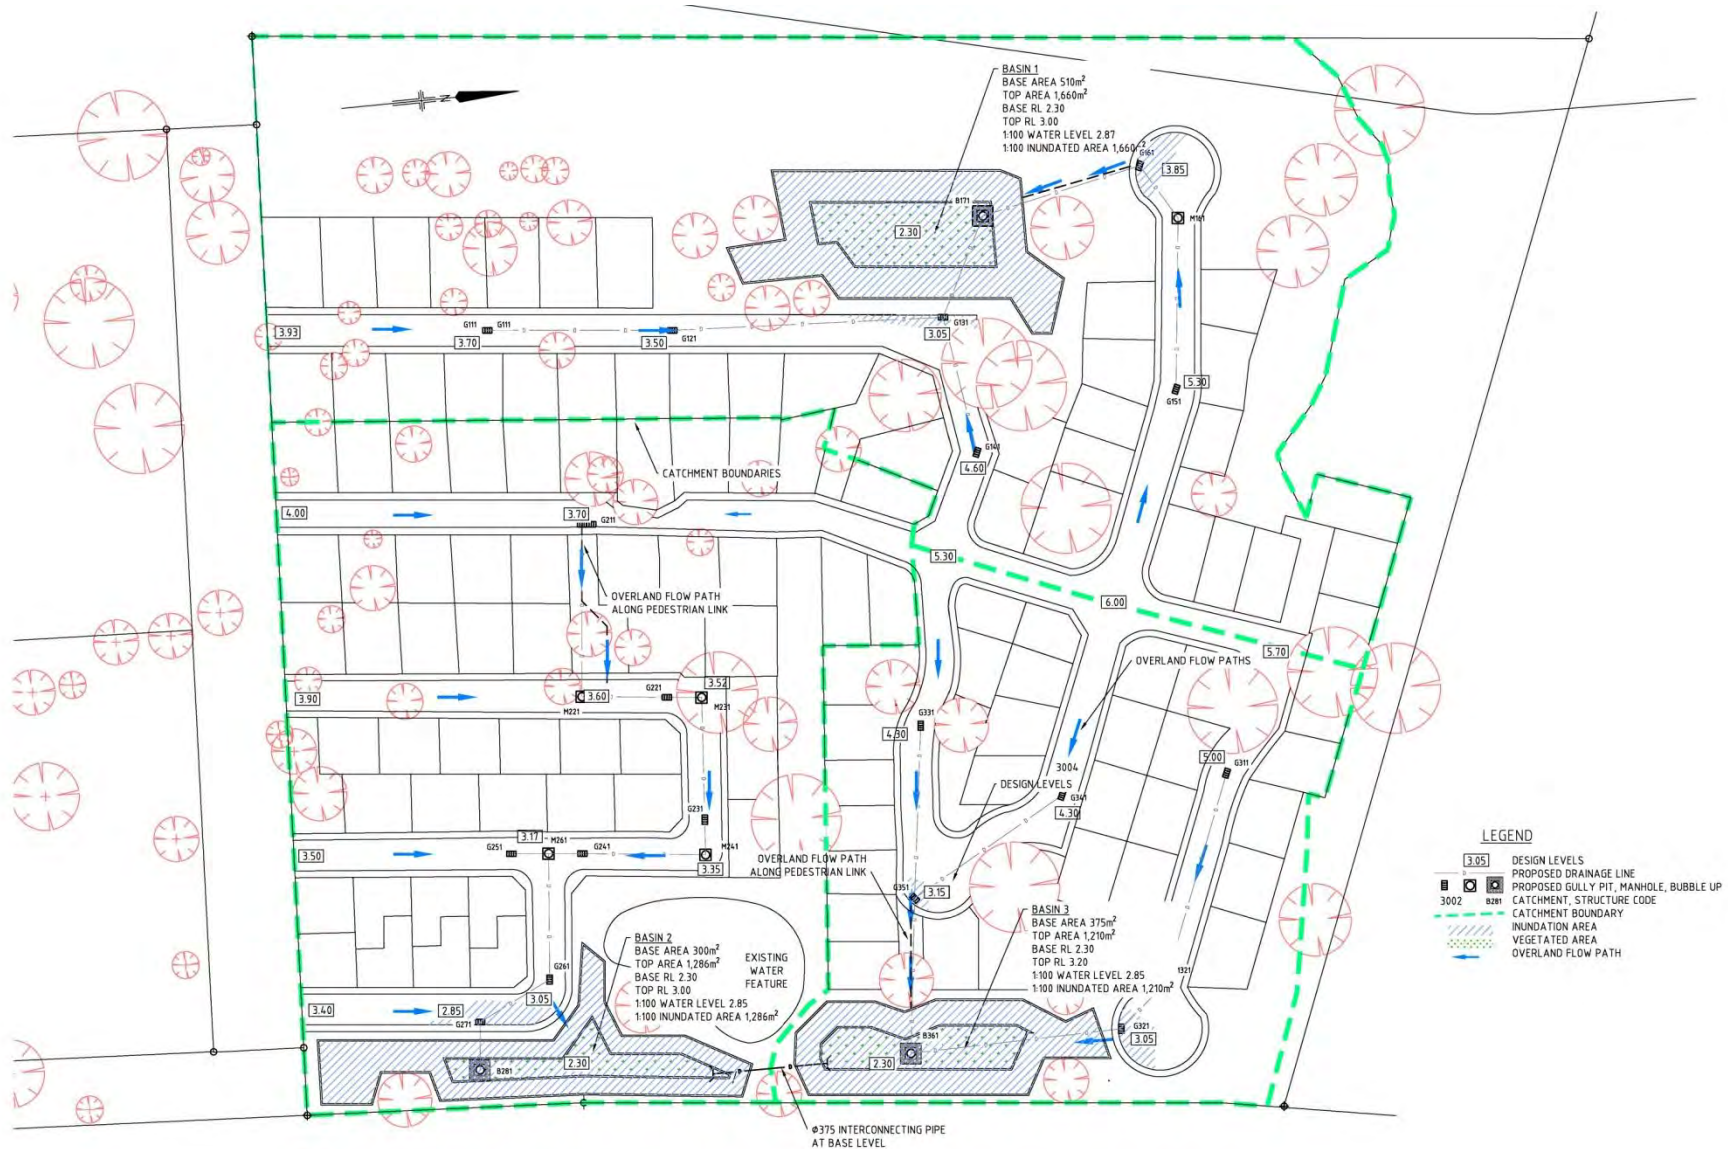 BASIN 1
BASE AREA 510m²
TOP AREA 1,660m²
BASE RL 2.30
TOP RL 3.00
1:100 WATER LEVEL 2.87
1:100 INUNDATED AREA 1,660m²
G161
3.85
N
B171
M161
2.30
3.93
G111
G111
3.70
3.50
G121
3.05
G131
5.30
G151
G141
4.60
CATCHMENT BOUNDARIES
4.00
3.70
G211
5.30
OVERLAND FLOW PATH
ALONG PEDESTRIAN LINK
6.00
5.70
OVERLAND FLOW PATHS
3.90
3.60
M221
G221
3.52
M231
G331
4.30
5.00
G311
3004
DESIGN LEVELS
G341
4.30
G231
3.17
3.50
G251
M261
G241
M241
3.35
OVERLAND FLOW PATH
ALONG PEDESTRIAN LINK
G351
3.15
BASIN 3
BASE AREA 375m²
TOP AREA 1,210m²
BASE RL 2.30
TOP RL 3.20
1:100 WATER LEVEL 2.85
1:100 INUNDATED AREA 1,210m²
1321
BASIN 2
BASE AREA 300m²
TOP AREA 1,286m²
BASE RL 2.30
TOP RL 3.00
1:100 WATER LEVEL 2.85
1:100 INUNDATED AREA 1,286m²
EXISTING
WATER
FEATURE
G261
3.05
3.40
2.85
G271
B281
2.30
D
D
B361
2.30
G321
3.05
Ø375 INTERCONNECTING PIPE
AT BASE LEVEL
LEGEND
3.05 DESIGN LEVELS
PROPOSED DRAINAGE LINE
PROPOSED GULLY PIT, MANHOLE, BUBBLE UP
3002 B281 CATCHMENT, STRUCTURE CODE
CATCHMENT BOUNDARY
INUNDATION AREA
VEGETATED AREA
OVERLAND FLOW PATH